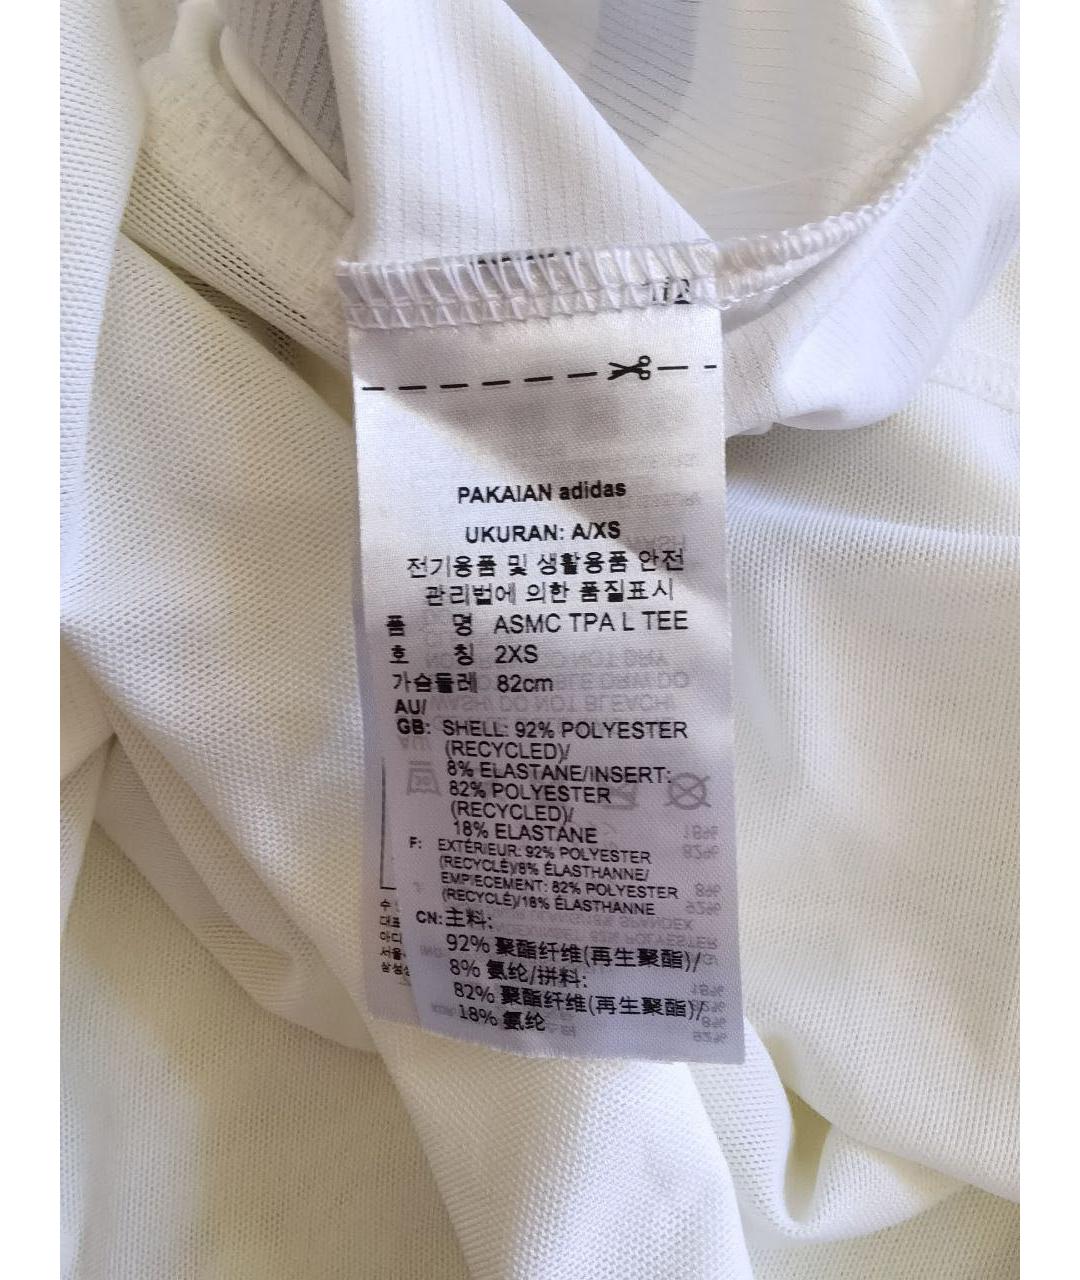 PAKAIAN adidas
UKURAN: A/XS
전기용품 및 생활용품 안전
관리법에 의한 품질표시
품 명 ASMC TPA L TEE
호 칭 2XS
가슴둘레 82cm
AU/
GB: SHELL: 92% POLYESTER
(RECYCLED)/
8% ELASTANE/INSERT:
82% POLYESTER
(RECYCLED)/
18% ELASTANE
F: EXTÉRIEUR: 92% POLYESTER
(RECYCLÉ)/8% ÉLASTHANNE/
EMPIECEMENT: 82% POLYESTER
(RECYCLÉ)/18% ÉLASTHANNE
CN: 主料:
92% 聚酯纤维(再生聚酯)/
8% 氨纶/拼料:
82% 聚酯纤维(再生聚酯)/
18% 氨纶